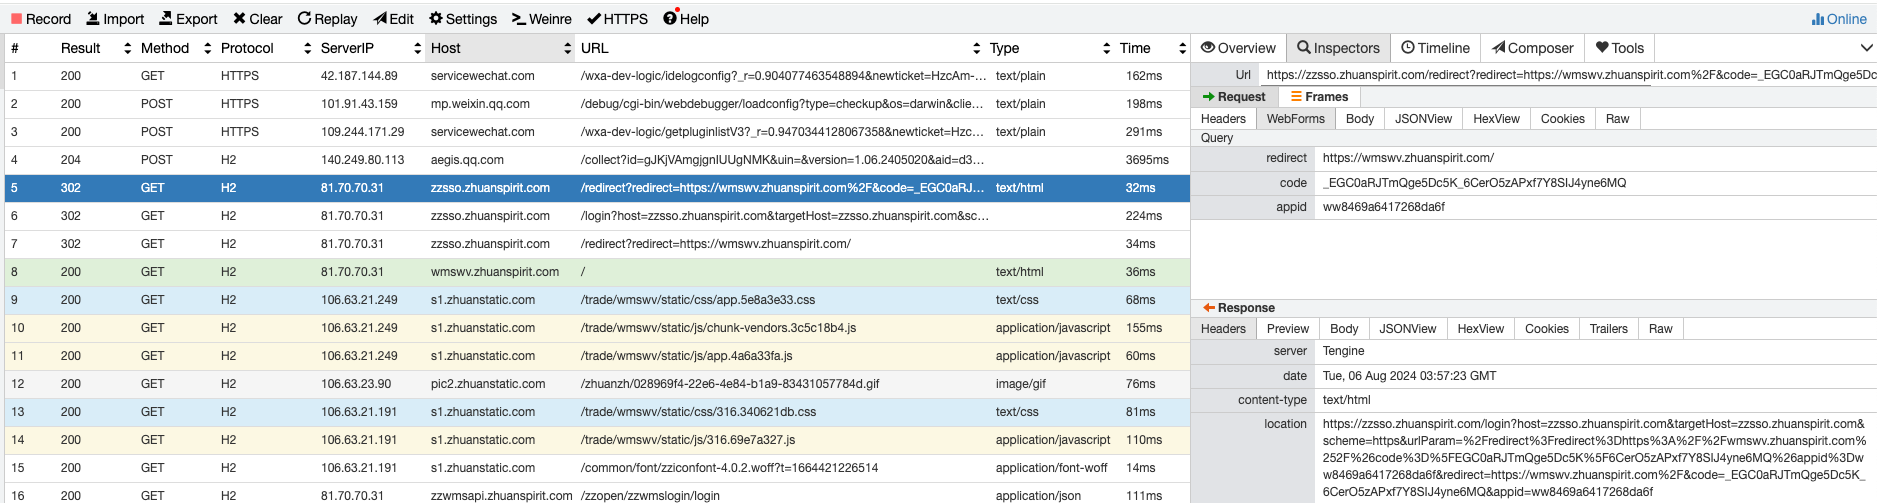 Record Import Export Clear Replay Edit Settings Weinre HTTPS Help Online
# Result Method Protocol ServerIP Host URL Type Time
1 200 GET HTTPS 42.187.144.89 servicewechat.com /wxa-dev-logic/idelogconfig?_r=0.904077463548894&newticket=HzcAm-... text/plain 162ms
2 200 POST HTTPS 101.91.43.159 mp.weixin.qq.com /debug/cgi-bin/webdebugger/loadconfig?type=checkup&os=darwin&clie... text/plain 198ms
3 200 POST HTTPS 109.244.171.29 servicewechat.com /wxa-dev-logic/getpluginlistV3?_r=0.9470344128067358&newticket=Hzc... text/plain 291ms
4 204 POST H2 140.249.80.113 aegis.qq.com /collect?id=gJKjVAmgjgnIUUgNMK&uin=&version=1.06.2405020&aid=d3... 3695ms
5 302 GET H2 81.70.70.31 zzsso.zhuanspirit.com /redirect?redirect=https://wmswv.zhuanspirit.com%2F&code=_EGC0aRJ... text/html 32ms
6 302 GET H2 81.70.70.31 zzsso.zhuanspirit.com /login?host=zzsso.zhuanspirit.com&targetHost=zzsso.zhuanspirit.com&sc... 224ms
7 302 GET H2 81.70.70.31 zzsso.zhuanspirit.com /redirect?redirect=https://wmswv.zhuanspirit.com/ 34ms
8 200 GET H2 81.70.70.31 wmswv.zhuanspirit.com / text/html 36ms
9 200 GET H2 106.63.21.249 s1.zhuanstatic.com /trade/wmswv/static/css/app.5e8a3e33.css text/css 68ms
10 200 GET H2 106.63.21.249 s1.zhuanstatic.com /trade/wmswv/static/js/chunk-vendors.3c5c18b4.js application/javascript 155ms
11 200 GET H2 106.63.21.249 s1.zhuanstatic.com /trade/wmswv/static/js/app.4a6a33fa.js application/javascript 60ms
12 200 GET H2 106.63.23.90 pic2.zhuanstatic.com /zhuanzh/028969f4-22e6-4e84-b1a9-83431057784d.gif image/gif 76ms
13 200 GET H2 106.63.21.191 s1.zhuanstatic.com /trade/wmswv/static/css/316.340621db.css text/css 81ms
14 200 GET H2 106.63.21.191 s1.zhuanstatic.com /trade/wmswv/static/js/316.69e7a327.js application/javascript 110ms
15 200 GET H2 106.63.21.191 s1.zhuanstatic.com /common/font/zziconfont-4.0.2.woff?t=1664421226514 application/font-woff 14ms
16 200 GET H2 81.70.70.31 zzwmsapi.zhuanspirit.com /zzopen/zzwmslogin/login application/json 111ms
Overview Inspectors Timeline Composer Tools
Url https://zzsso.zhuanspirit.com/redirect?redirect=https://wmswv.zhuanspirit.com%2F&code=_EGC0aRJTmQge5Dc
Request Frames
Headers WebForms Body JSONView HexView Cookies Raw
Query
redirect https://wmswv.zhuanspirit.com/
code _EGC0aRJTmQge5Dc5K_6CerO5zAPxf7Y8SIJ4yne6MQ
appid ww8469a6417268da6f
Response
Headers Preview Body JSONView HexView Cookies Trailers Raw
server Tengine
date Tue, 06 Aug 2024 03:57:23 GMT
content-type text/html
location https://zzsso.zhuanspirit.com/login?host=zzsso.zhuanspirit.com&targetHost=zzsso.zhuanspirit.com&
scheme=https&urlParam=%2Fredirect%3Fredirect%3Dhttps%3A%2F%2Fwmswv.zhuanspirit.com%
252F%26code%3D%5FEGC0aRJTmQge5Dc5K%5F6CerO5zAPxf7Y8SIJ4yne6MQ%26appid%3Dw
w8469a6417268da6f&redirect=https://wmswv.zhuanspirit.com%2F&code=_EGC0aRJTmQge5Dc5K_
6CerO5zAPxf7Y8SIJ4yne6MQ&appid=ww8469a6417268da6f